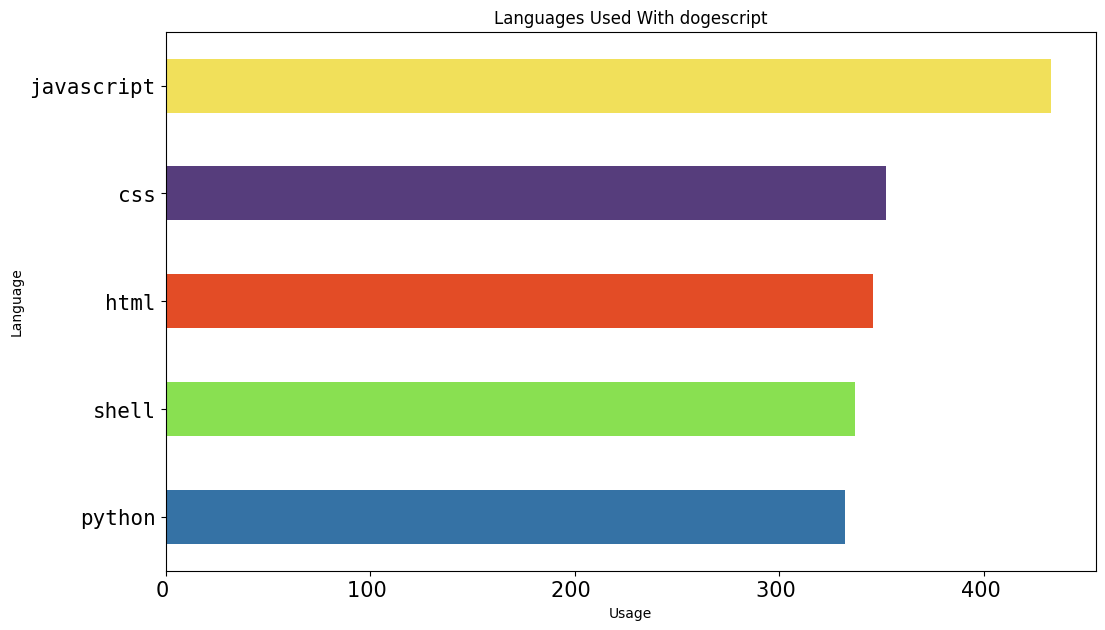 Languages Used With dogescript
javascript
css
html
shell
python
Language
0 100 200 300 400
Usage